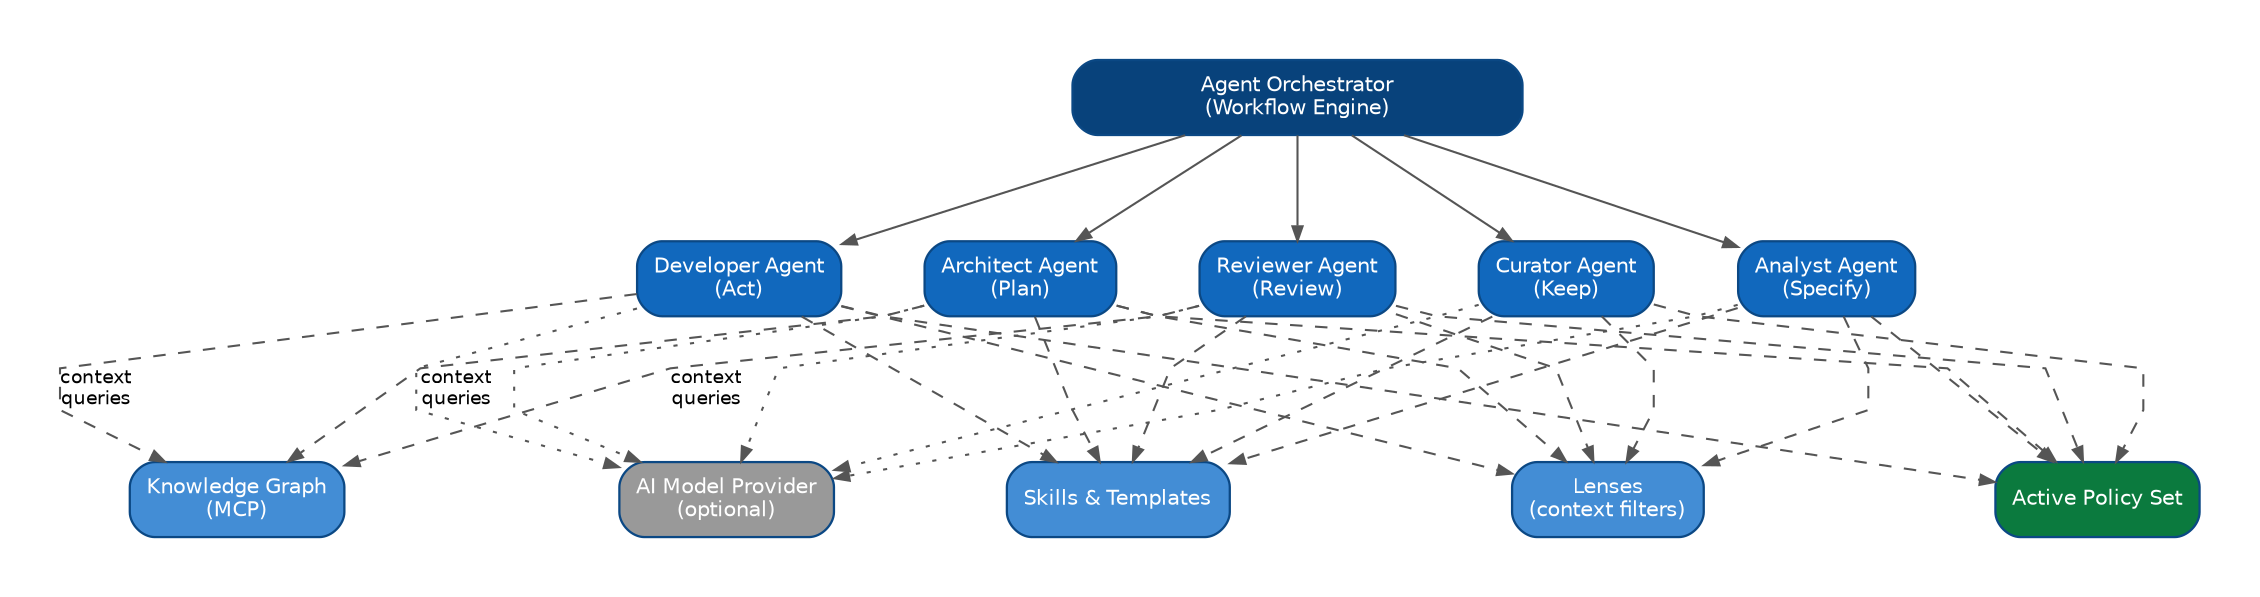 Agent Orchestrator
(Workflow Engine)
Developer Agent
(Act)
Architect Agent
(Plan)
Reviewer Agent
(Review)
Curator Agent
(Keep)
Analyst Agent
(Specify)
context
queries
context
queries
context
queries
Knowledge Graph
(MCP)
AI Model Provider
(optional)
Skills & Templates
Lenses
(context filters)
Active Policy Set